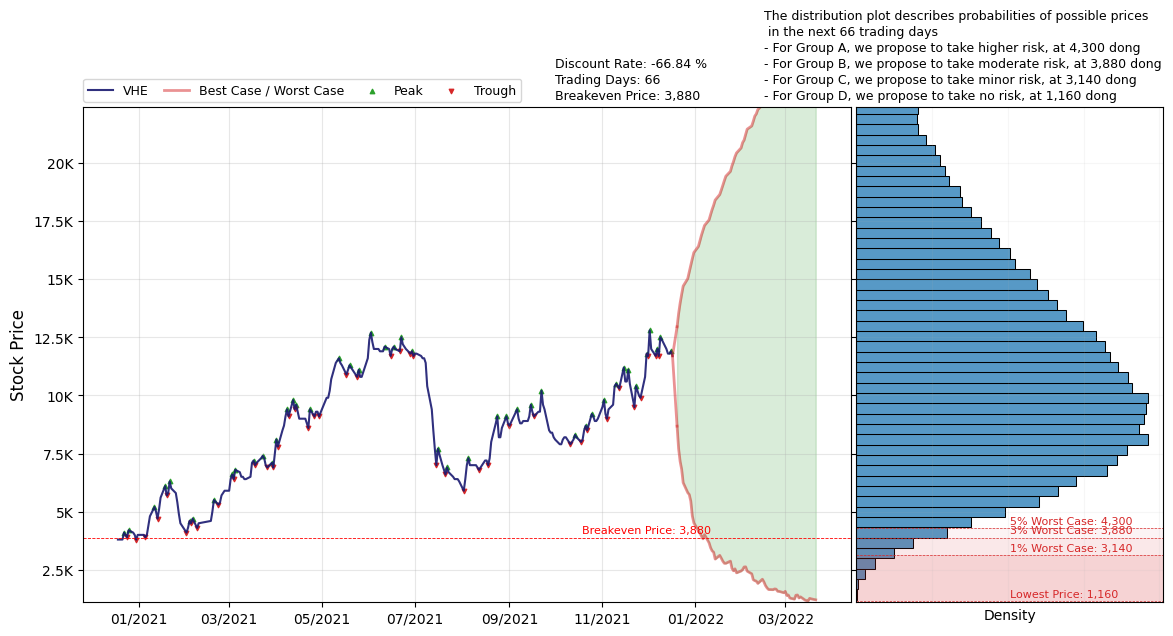 The distribution plot describes probabilities of possible prices
in the next 66 trading days
- For Group A, we propose to take higher risk, at 4,300 dong
- For Group B, we propose to take moderate risk, at 3,880 dong
- For Group C, we propose to take minor risk, at 3,140 dong
- For Group D, we propose to take no risk, at 1,160 dong
Discount Rate: -66.84 %
Trading Days: 66
Breakeven Price: 3,880
VHE
Best Case / Worst Case
Peak
Trough
Stock Price
20K
17.5K
15K
12.5K
10K
7.5K
5K
2.5K
Breakeven Price: 3,880
01/2021
03/2021
05/2021
07/2021
09/2021
11/2021
01/2022
03/2022
5% Worst Case: 4,300
3% Worst Case: 3,880
1% Worst Case: 3,140
Lowest Price: 1,160
Density